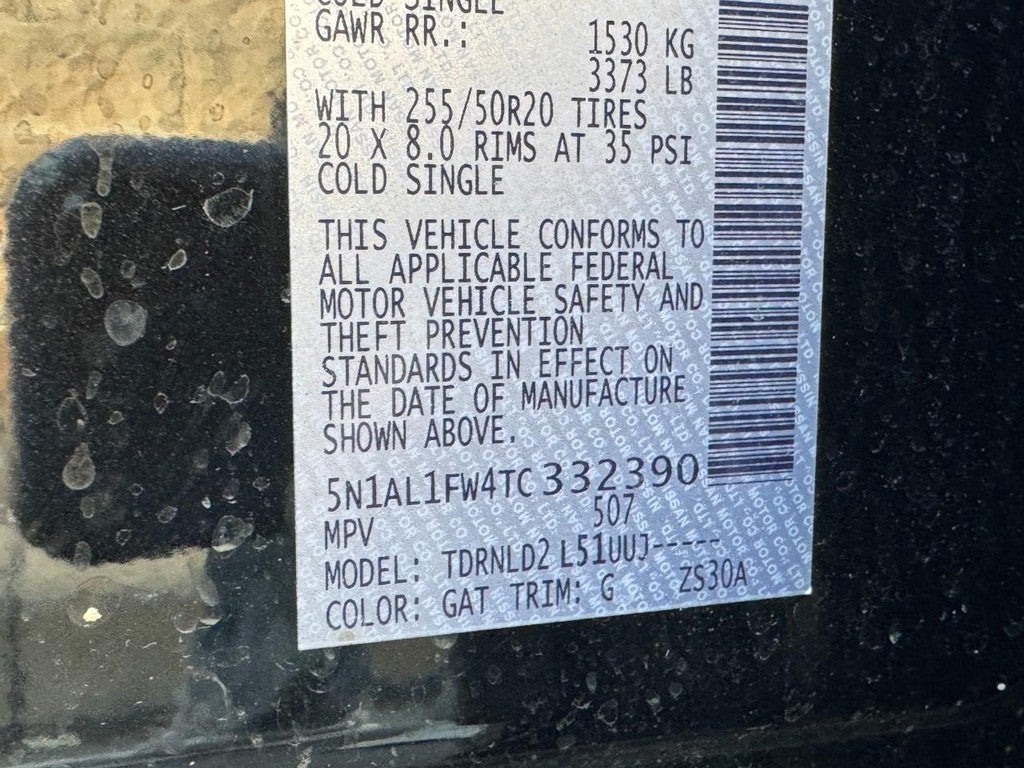 COLD SINGLE
GAWR RR.: 1530 KG
3373 LB
WITH 255/50R20 TIRES
20 X 8.0 RIMS AT 35 PSI
COLD SINGLE
THIS VEHICLE CONFORMS TO
ALL APPLICABLE FEDERAL
MOTOR VEHICLE SAFETY AND
THEFT PREVENTION
STANDARDS IN EFFECT ON
THE DATE OF MANUFACTURE
SHOWN ABOVE.
5N1AL1FW4TC332390
MPV 507
MODEL: TDRNLD2 L51UUJ-----
COLOR: GAT TRIM: G ZS30A